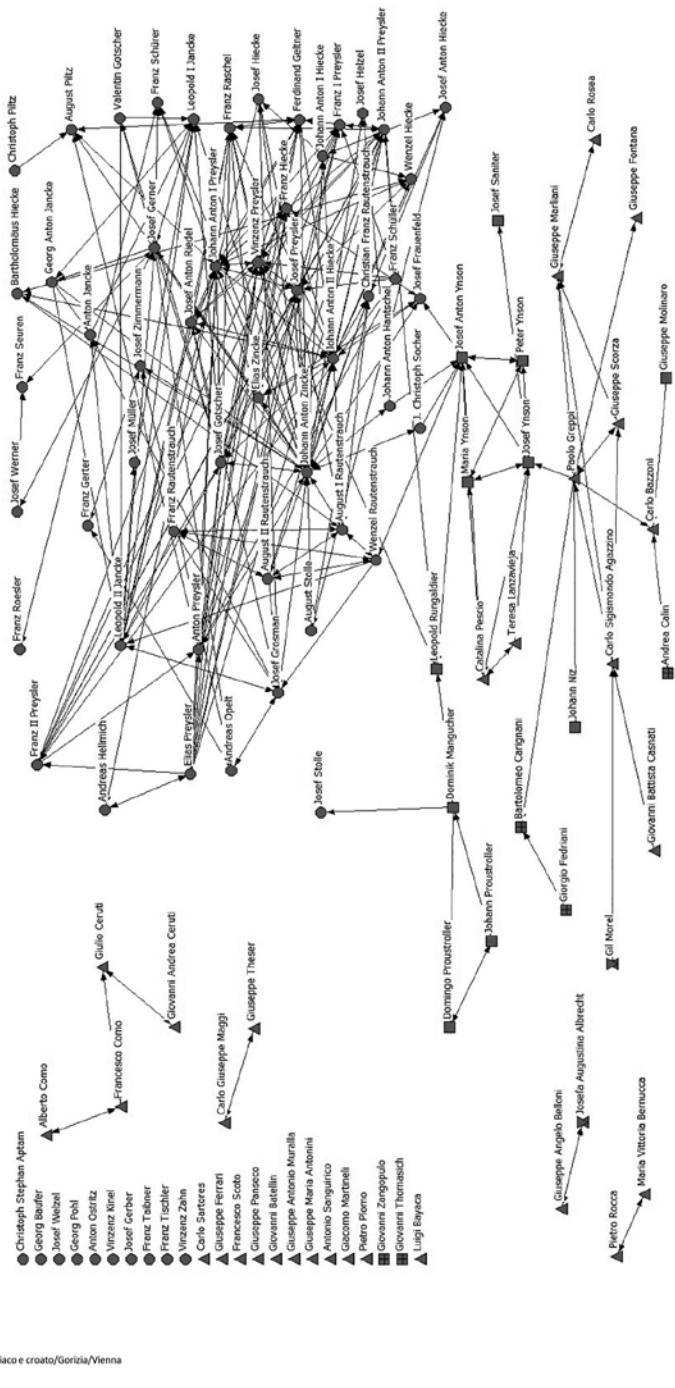 Christoph Piltz
August Piltz
Valentin Gotscher
Franz Schürer
Leopold I Jancke
Franz Raschel
Josef Hiecke
Ferdinand Geltner
Johann Anton I Hiecke
Franz I Preysler
Josef Helzel
Johann Anton II Preysler
Wenzel Hiecke
Josef Anton Hiecke
Bartholomäus Hiecke
Georg Anton Jancke
Josef Gerner
Johann Anton I Preysler
Vinzenz Preysler
Franz Hiecke
Josef Preysler
Johann Anton II Hiecke
Christian Franz Rautenstrauch
Franz Schüller
Josef Frauenfeld
Franz Seuren
Anton Jancke
Josef Zimmermann
Josef Anton Riedel
Elias Zincke
Johann Anton Zincke
Johann Anton Hantschel
J. Christoph Socher
Josef Werner
Franz Gerter
Josef Müller
Franz Rautenstrauch
Josef Gotscher
August II Rautenstrauch
August I Rautenstrauch
Wenzel Rautenstrauch
Franz Roesler
Leopold II Jancke
Anton Preysler
August Stolle
Josef Grosman
Franz II Preysler
Andreas Hellmich
Elias Preysler
Andreas Opelt
Josef Stolle
Josef Saniter
Josef Anton Ynson
Peter Ynson
Maria Ynson
Josef Ynson
Catalina Pescio
Teresa Lanzavieja
Leopold Rungaldier
Dominik Mangucher
Johann Proustroller
Domingo Proustroller
Carlo Rosea
Giuseppe Fontana
Giuseppe Marliani
Giuseppe Molinaro
Giuseppe Scorza
Paolo Greppi
Carlo Bazzoni
Carlo Sigismondo Agazzino
Andrea Calin
Johann Niz
Bartolomeo Carignani
Giovanni Battista Casnati
Giorgio Fedriani
Gil Morel
Giulio Ceruti
Giovanni Andrea Ceruti
Francesco Como
Alberto Como
Giuseppe Theser
Carlo Giuseppe Maggi
Giuseppe Angelo Belloni
Josefa Augustina Albrecht
Maria Vittoria Bernucca
Pietro Rocca
Christoph Stephan Aptam
Georg Baufer
Josef Welzel
Georg Pohl
Anton Ostritz
Vinzenz Kinel
Josef Gerber
Franz Taibner
Franz Tischler
Vinzenz Zahn
Carlo Sartores
Giuseppe Ferrari
Francesco Scoto
Giuseppe Panseco
Giovanni Batellin
Giuseppe Antonio Muralla
Giuseppe Maria Antonini
Antonio Sanguirico
Giacomo Martineli
Pietro Piorno
Giovanni Zangopulo
Giovanni Thomasich
Luigi Bayaca
iaco e croato/Gorizia/Vienna